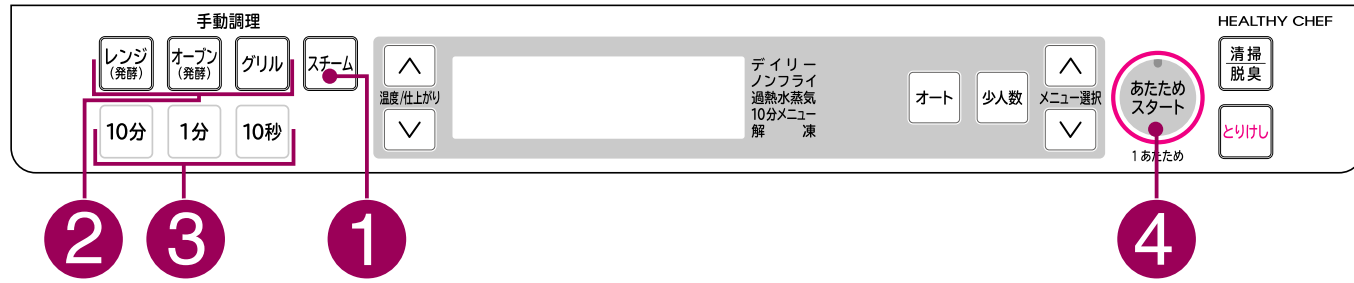 手動調理
レンジ
(発酵)
オーブン
(発酵)
グリル
スチーム
10分
1分
10秒
温度/仕上がり
デイリー
ノンフライ
過熱水蒸気
10分メニュー
解 凍
オート
少人数
メニュー選択
あたため
スタート
1あたため
HEALTHY CHEF
清掃
脱臭
とりけし
2
3
1
4